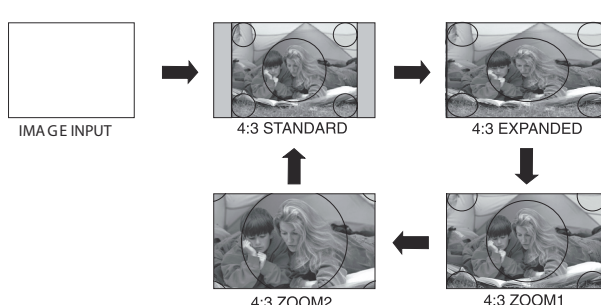 IMAGE INPUT
4:3 STANDARD
4:3 EXPANDED
4:3 ZOOM2
4:3 ZOOM1